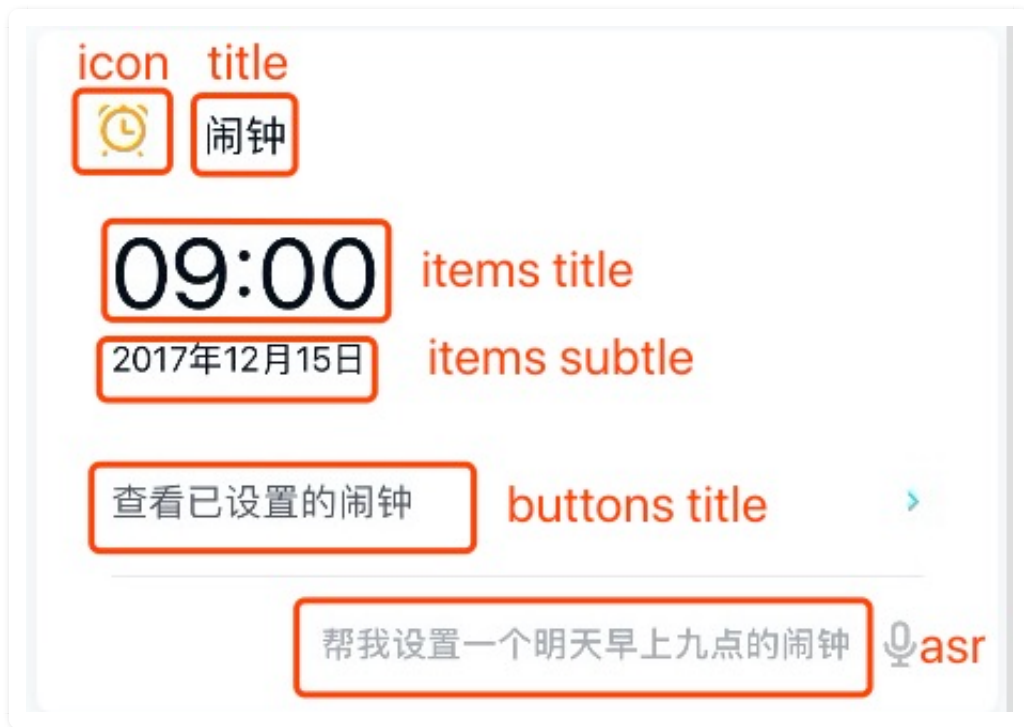 icon title
闹钟
09:00 items title
2017年12月15日 items subtle
查看已设置的闹钟 buttons title
帮我设置一个明天早上九点的闹钟 asr